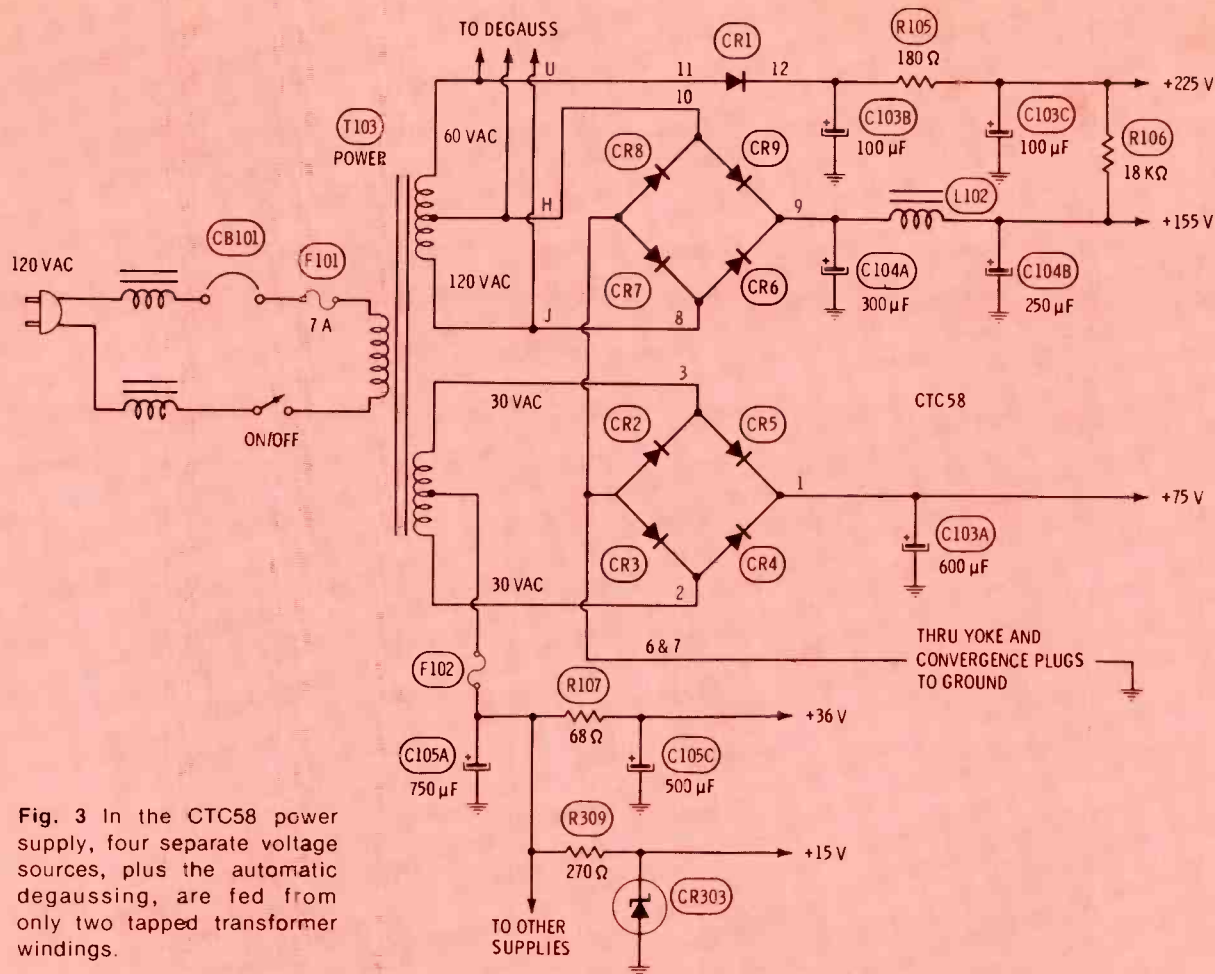 TO DEGAUSS
CR1
R105
180 Ω
U
11
12
+225 V
10
T103
POWER
60 VAC
C103B
100 μF
C103C
100 μF
R106
18 KΩ
CR8
CR9
H
9
L102
+155 V
CB101
F101
120 VAC
7 A
120 VAC
CR7
CR6
C104A
300 μF
C104B
250 μF
J
8
3
30 VAC
CTC58
ON/OFF
CR2
CR5
1
+75 V
CR3
CR4
C103A
600 μF
30 VAC
2
6 & 7
THRU YOKE AND
CONVERGENCE PLUGS
TO GROUND
F102
R107
68 Ω
+36 V
C105A
750 μF
C105C
500 μF
R309
270 Ω
+15 V
CR303
TO OTHER
SUPPLIES
Fig. 3 In the CTC58 power
supply, four separate voltage
sources, plus the automatic
degaussing, are fed from
only two tapped transformer
windings.